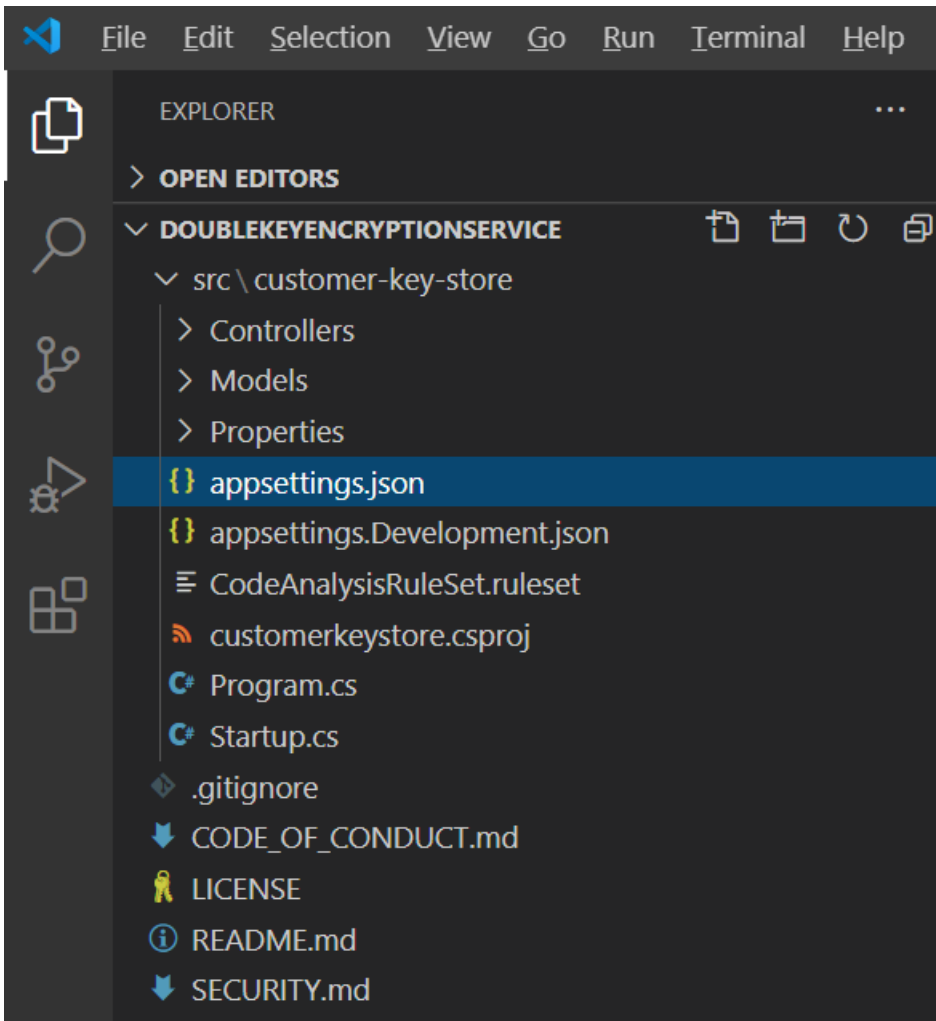 File Edit Selection View Go Run Terminal Help
EXPLORER
OPEN EDITORS
DOUBLEKEYENCRYPTIONSERVICE
src\customer-key-store
Controllers
Models
Properties
appsettings.json
appsettings.Development.json
CodeAnalysisRuleSet.ruleset
customerkeystore.csproj
Program.cs
Startup.cs
.gitignore
CODE_OF_CONDUCT.md
LICENSE
README.md
SECURITY.md